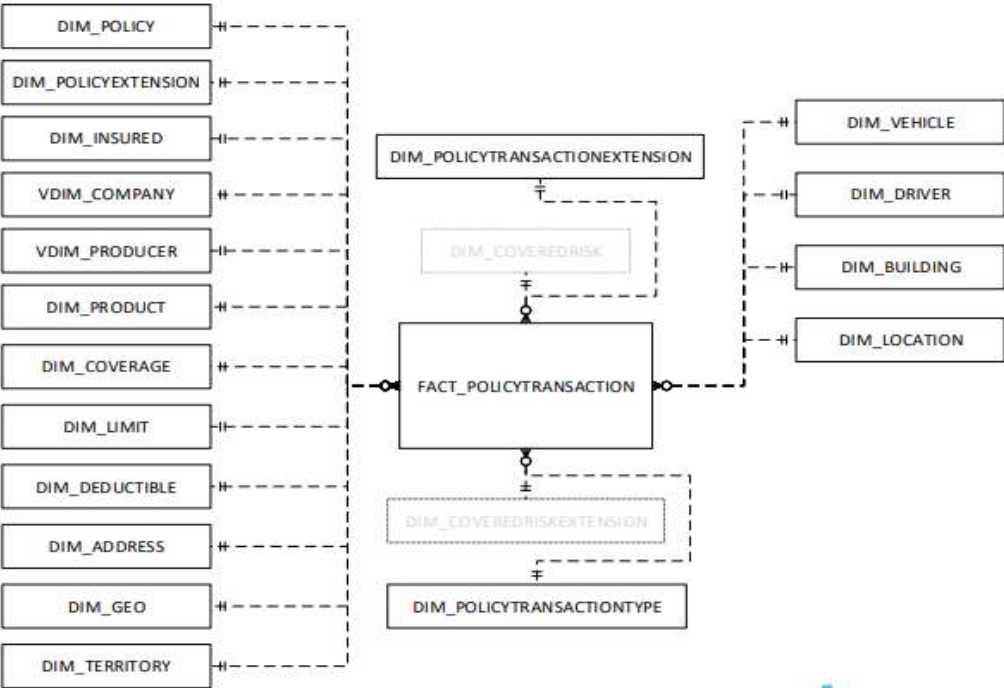 DIM_POLICY
DIM_POLICYEXTENSION
DIM_INSURED
VDIM_COMPANY
VDIM_PRODUCER
DIM_PRODUCT
DIM_COVERAGE
DIM_LIMIT
DIM_DEDUCTIBLE
DIM_ADDRESS
DIM_GEO
DIM_TERRITORY
DIM_POLICYTRANSACTIONEXTENSION
DIM_COVEREDRISK
FACT_POLICYTRANSACTION
DIM_COVEREDRISKEXTENSION
DIM_POLICYTRANSACTIONTYPE
DIM_VEHICLE
DIM_DRIVER
DIM_BUILDING
DIM_LOCATION